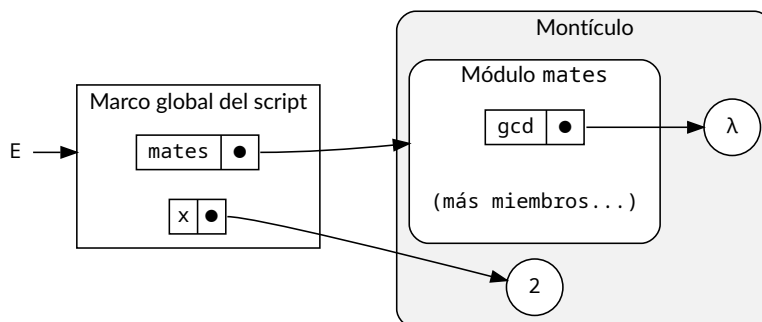 Montículo
Marco global del script
Módulo mates
E
mates
gcd
λ
x
(más miembros...)
2